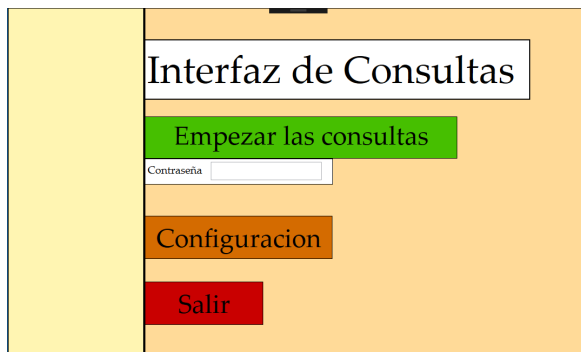 Interfaz de Consultas
Empezar las consultas
Contraseña
Configuracion
Salir